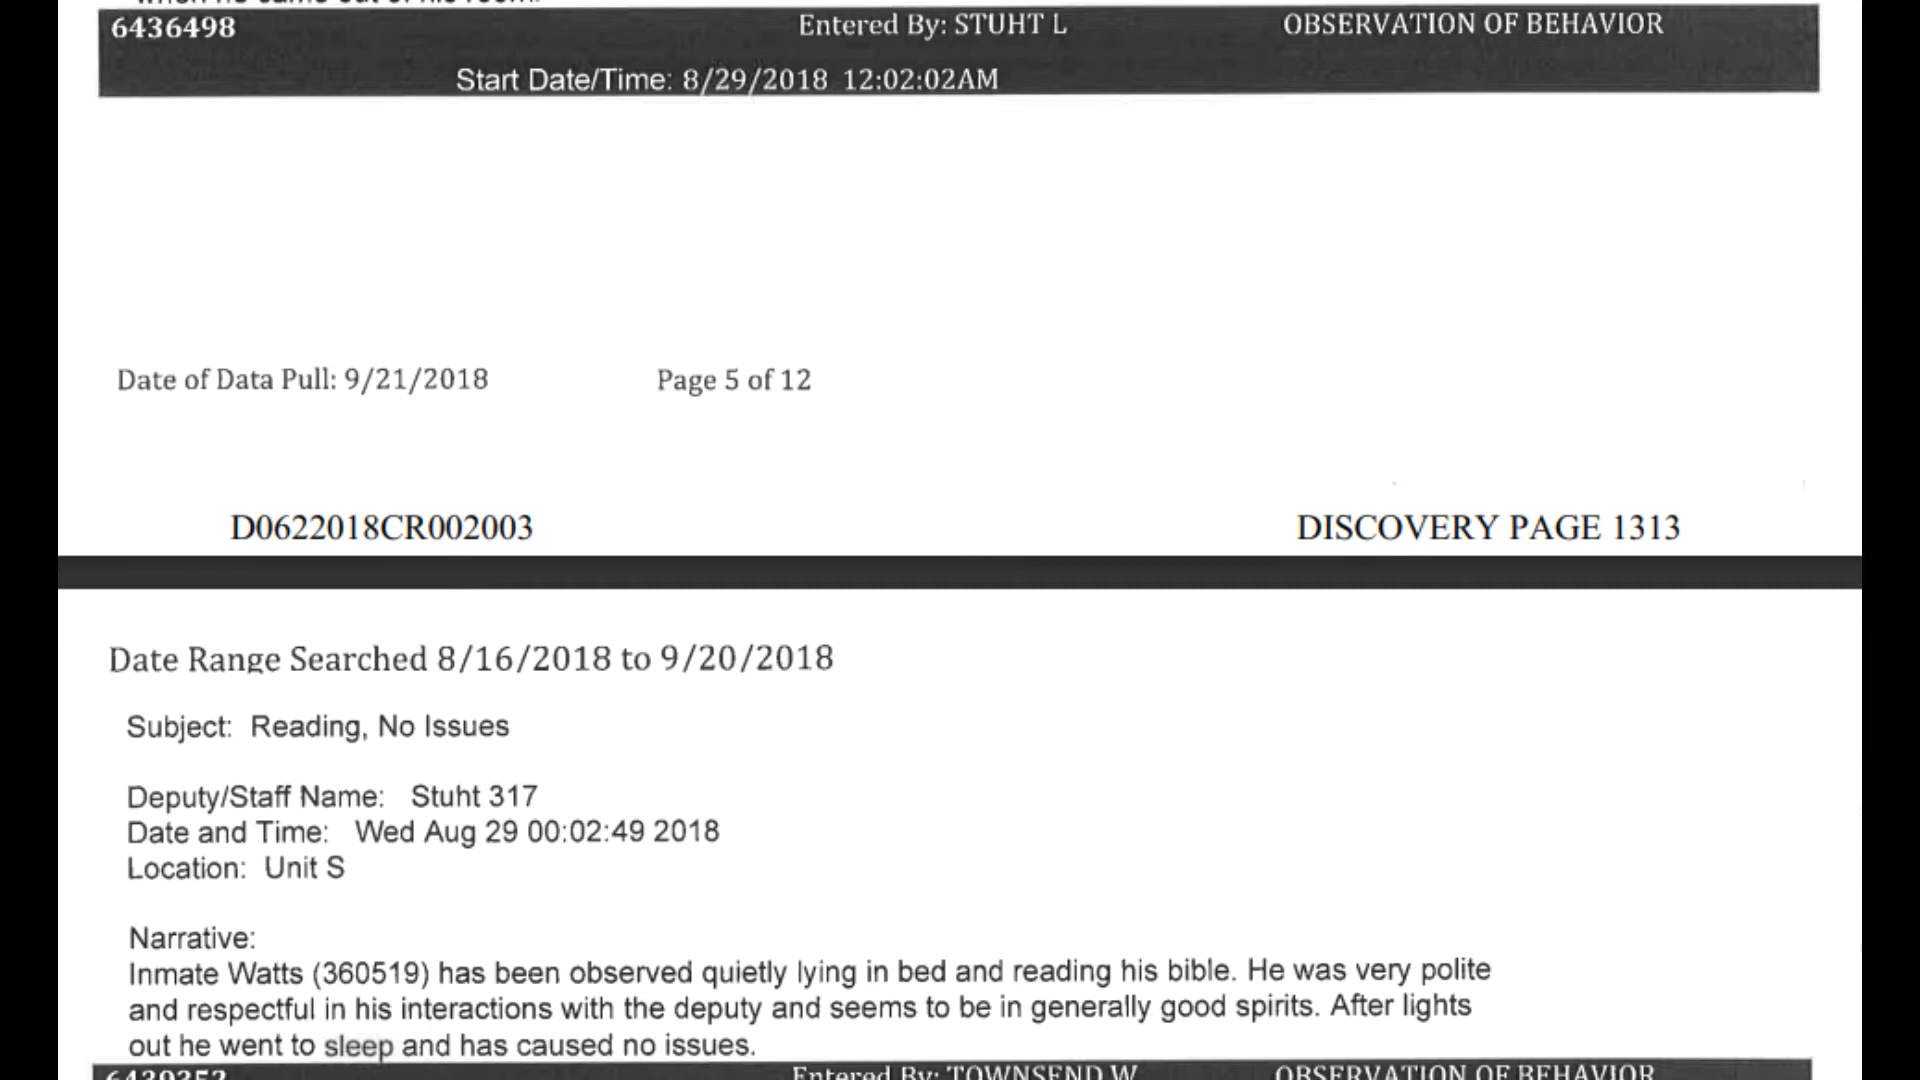 6436498 Entered By: STUHT L OBSERVATION OF BEHAVIOR
Start Date/Time: 8/29/2018 12:02:02AM
Date of Data Pull: 9/21/2018 Page 5 of 12
D0622018CR002003 DISCOVERY PAGE 1313
Date Range Searched 8/16/2018 to 9/20/2018
Subject: Reading, No Issues
Deputy/Staff Name: Stuht 317
Date and Time: Wed Aug 29 00:02:49 2018
Location: Unit S
Narrative:
Inmate Watts (360519) has been observed quietly lying in bed and reading his bible. He was very polite
and respectful in his interactions with the deputy and seems to be in generally good spirits. After lights
out he went to sleep and has caused no issues.
Entered By: TOWNSEND W OBSERVATION OF BEHAVIOR